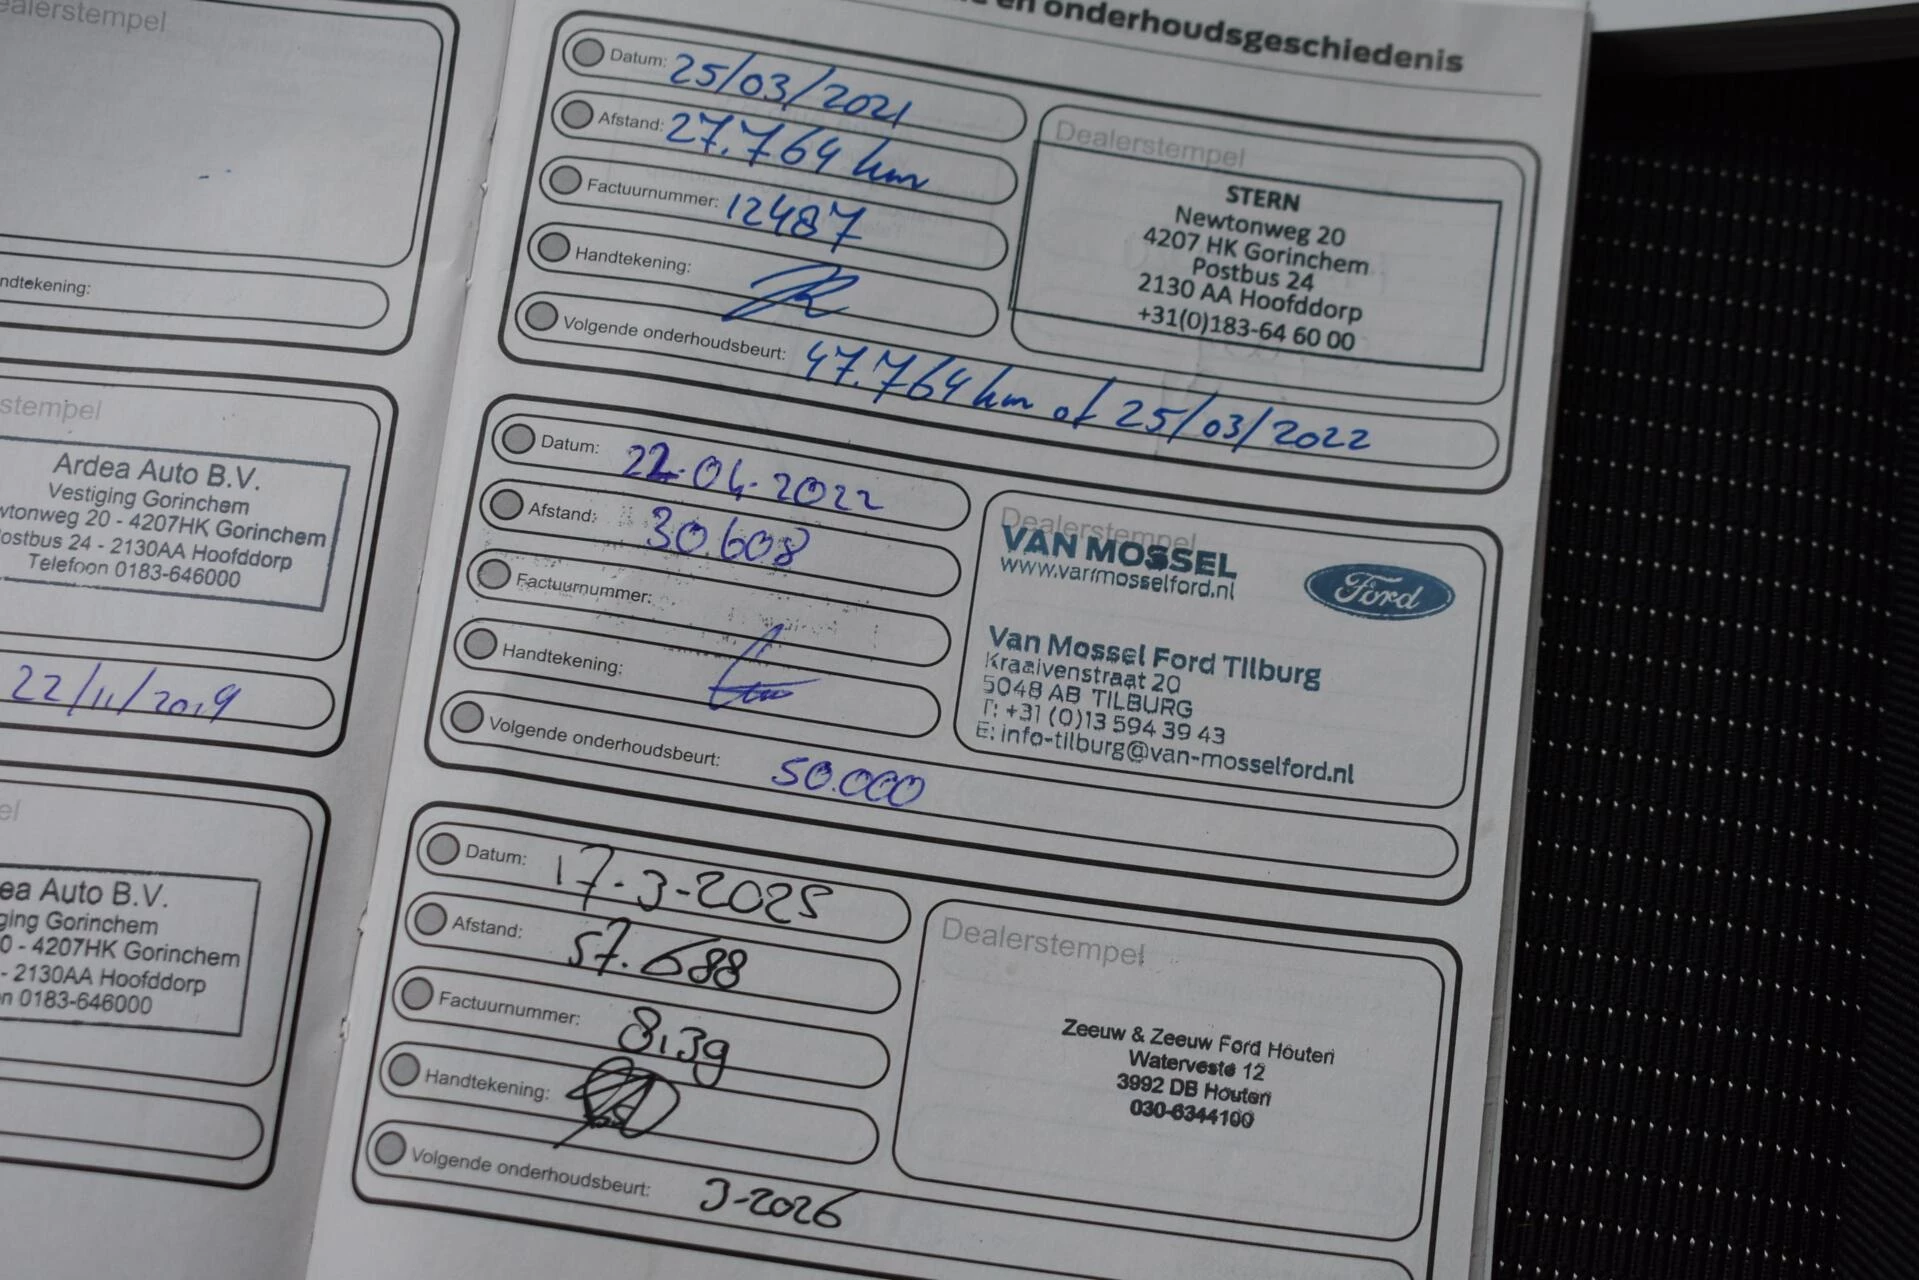 ealerstempel
ndtekening:
stempel
Ardea Auto B.V.
Vestiging Gorinchem
wtonweg 20 - 4207HK Gorinchem
ostbus 24 - 2130AA Hoofddorp
Telefoon 0183-646000
22/11/2019
el
ea Auto B.V.
ging Gorinchem
0 - 4207HK Gorinchem
- 2130AA Hoofddorp
n 0183-646000
en onderhoudsgeschiedenis
Datum: 25/03/2021
Afstand: 27.764 km
Factuurnummer: 12487
Handtekening:
Volgende onderhoudsbeurt: 47.764 km of 25/03/2022
Dealerstempel
STERN
Newtonweg 20
4207 HK Gorinchem
Postbus 24
2130 AA Hoofddorp
+31(0)183-64 60 00
Datum: 22-04-2022
Afstand: 30.608
Factuurnummer:
Handtekening:
Volgende onderhoudsbeurt: 50.000
Dealerstempel
VAN MOSSEL
www.vanmosselford.nl
Ford
Van Mossel Ford Tilburg
Kraaivenstraat 20
5048 AB TILBURG
T: +31 (0)13 594 39 43
E: info-tilburg@van-mosselford.nl
Datum: 17-3-2025
Afstand: 57.688
Factuurnummer:
Handtekening:
Volgende onderhoudsbeurt: 3-2026
Dealerstempel
Zeeuw & Zeeuw Ford Houten
Waterveste 12
3992 DB Houten
030-6344100